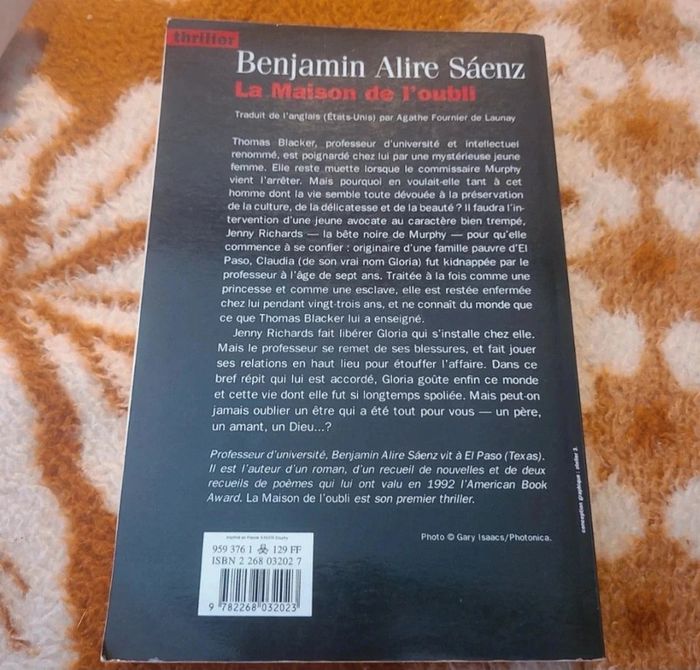 thriller
Benjamin Alire Sáenz
La Maison de l'oubli
Traduit de l'anglais (États-Unis) par Agathe Fournier de Launay
Thomas Blacker, professeur d'université et intellectuel
renommé, est poignardé chez lui par une mystérieuse jeune
femme. Elle reste muette lorsque le commissaire Murphy
vient l'arrêter. Mais pourquoi en voulait-elle tant à cet
homme dont la vie semble toute dévouée à la préservation
de la culture, de la délicatesse et de la beauté ? Il faudra l'in-
tervention d'une jeune avocate au caractère bien trempé,
Jenny Richards — la bête noire de Murphy — pour qu'elle
commence à se confier : originaire d'une famille pauvre d'El
Paso, Claudia (de son vrai nom Gloria) fut kidnappée par le
professeur à l'âge de sept ans. Traitée à la fois comme une
princesse et comme une esclave, elle est restée enfermée
chez lui pendant vingt-trois ans, et ne connaît du monde que
ce que Thomas Blacker lui a enseigné.
Jenny Richards fait libérer Gloria qui s'installe chez elle.
Mais le professeur se remet de ses blessures, et fait jouer
ses relations en haut lieu pour étouffer l'affaire. Dans ce
bref répit qui lui est accordé, Gloria goûte enfin ce monde
et cette vie dont elle fut si longtemps spoliée. Mais peut-on
jamais oublier un être qui a été tout pour vous — un père,
un amant, un Dieu...?
Professeur d'université, Benjamin Alire Sáenz vit à El Paso (Texas).
Il est l'auteur d'un roman, d'un recueil de nouvelles et de deux
recueils de poèmes qui lui ont valu en 1992 l'American Book
Award. La Maison de l'oubli est son premier thriller.
conception graphique : atelier 3.
Photo © Gary Isaacs/Photonica.
959 376 1 129 FF
ISBN 2 268 03202 7
9 782268 032023